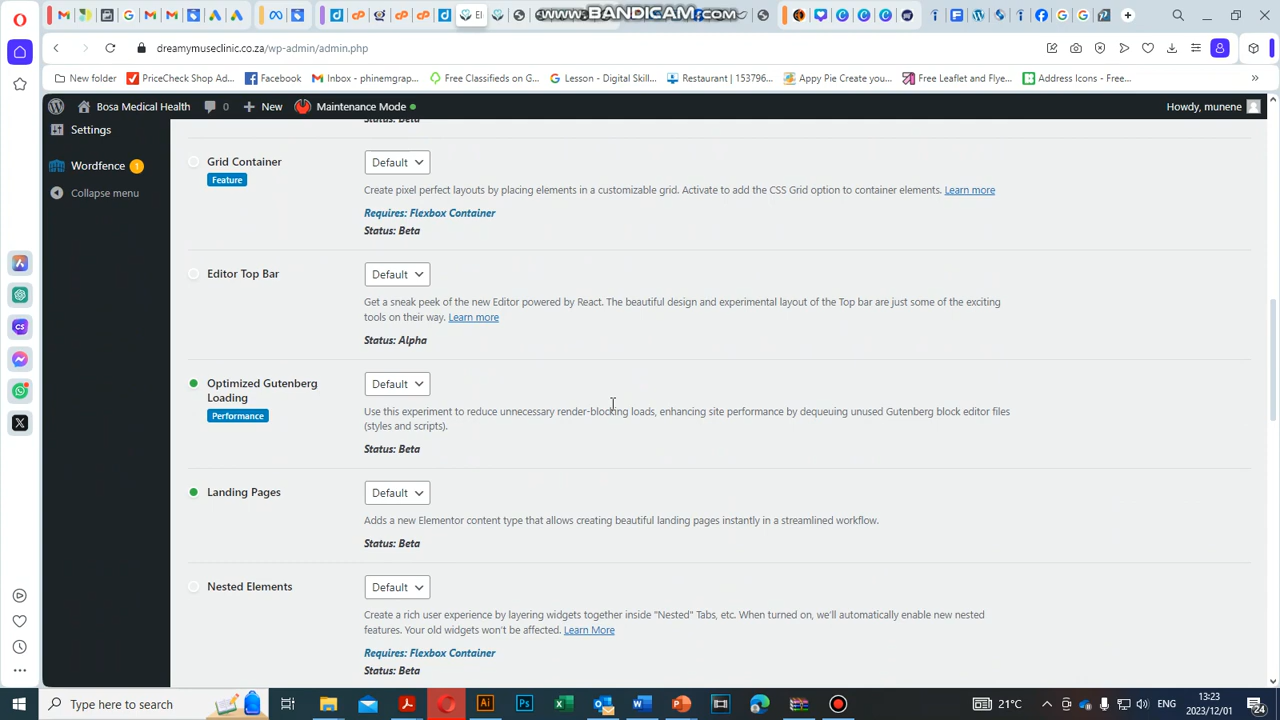 www.BANDICAM.com
dreamymuseclinic.co.za/wp-admin/admin.php
New folder
PriceCheck Shop Ad...
Facebook
Inbox - phinemgrap...
Free Classifieds on G...
Lesson - Digital Skill...
Restaurant | 153796...
Appy Pie Create you...
Free Leaflet and Flye...
Address Icons - Free...
Bosa Medical Health
0
New
Maintenance Mode
Howdy, munene
Settings
Wordfence 1
Collapse menu
Status: Beta
Grid Container
Feature
Default
Create pixel perfect layouts by placing elements in a customizable grid. Activate to add the CSS Grid option to container elements. Learn more
Requires: Flexbox Container
Status: Beta
Editor Top Bar
Default
Get a sneak peek of the new Editor powered by React. The beautiful design and experimental layout of the Top bar are just some of the exciting
tools on their way. Learn more
Status: Alpha
Optimized Gutenberg
Loading
Performance
Default
Use this experiment to reduce unnecessary render-blocking loads, enhancing site performance by dequeuing unused Gutenberg block editor files
(styles and scripts).
Status: Beta
Landing Pages
Default
Adds a new Elementor content type that allows creating beautiful landing pages instantly in a streamlined workflow.
Status: Beta
Nested Elements
Default
Create a rich user experience by layering widgets together inside "Nested" Tabs, etc. When turned on, we'll automatically enable new nested
features. Your old widgets won't be affected. Learn More
Requires: Flexbox Container
Status: Beta
Type here to search
21°C
ENG
13:23
2023/12/01
24